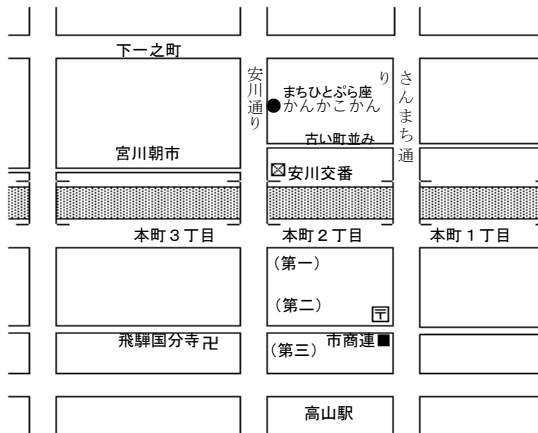 下一之町
安川通り
まちひとぷら座
かんかこかん
さんまち通り
古い町並み
宮川朝市
安川交番
本町３丁目
本町２丁目
本町１丁目
(第一)
(第二)
〒
飛騨国分寺卍
(第三)
市商連■
高山駅